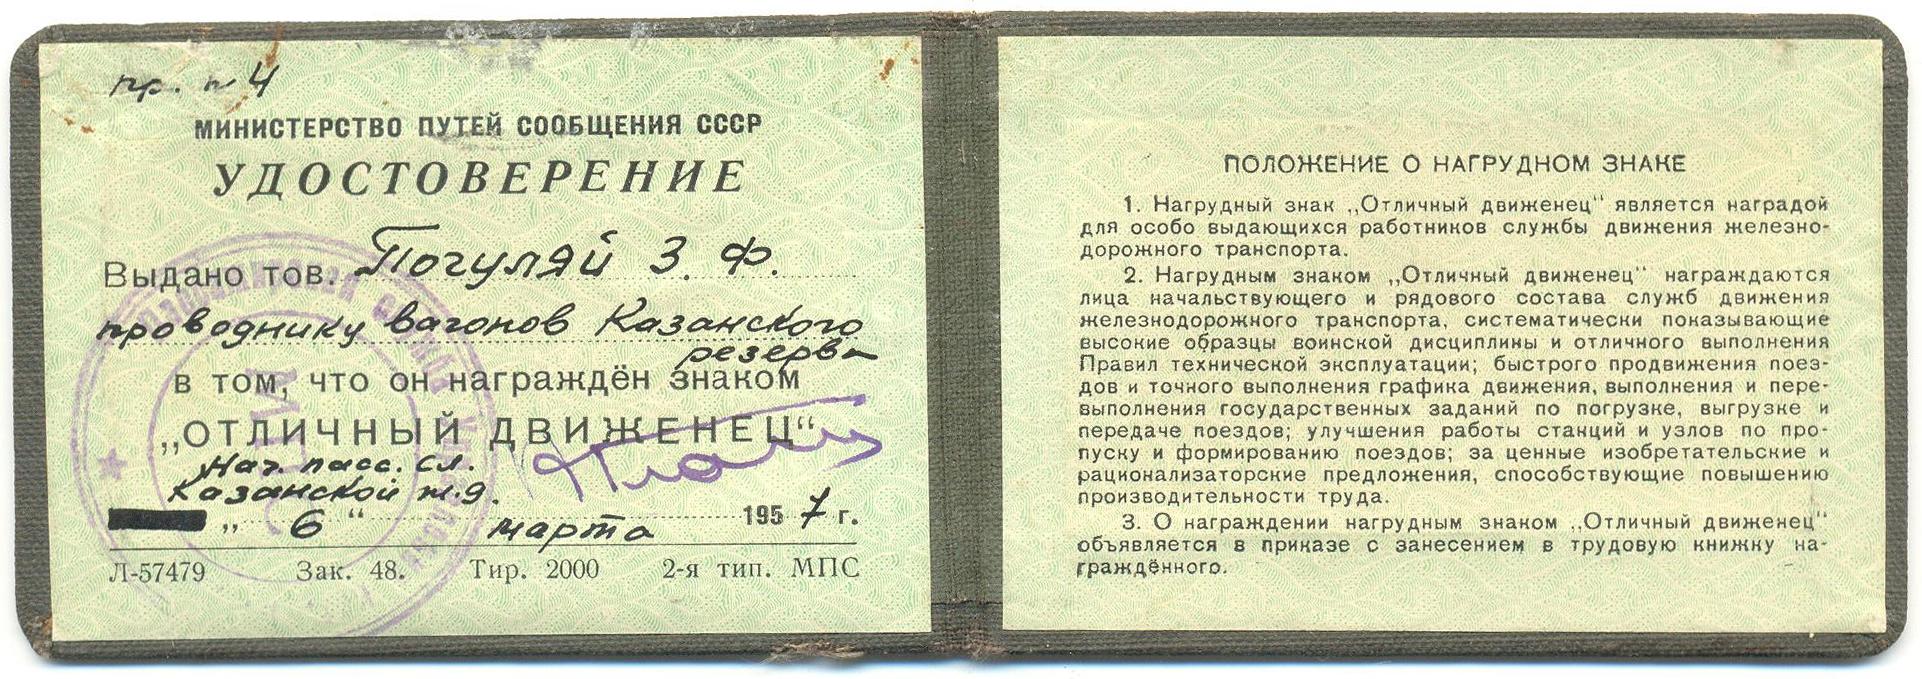 пр. №4
МИНИСТЕРСТВО ПУТЕЙ СООБЩЕНИЯ СССР
УДОСТОВЕРЕНИЕ
Выдано тов. Погуляй З. Ф.
проводнику вагонов Казанского
резерва
в том, что он награждён знаком
„ОТЛИЧНЫЙ ДВИЖЕНЕЦ“
Нач. пасс. сл.
Казанской ж.д.
„ 6 “ марта 1957 г.
Л-57479 Зак. 48. Тир. 2000 2-я тип. МПС
ПОЛОЖЕНИЕ О НАГРУДНОМ ЗНАКЕ
1. Нагрудный знак „Отличный движенец“ является наградой
для особо выдающихся работников службы движения железно-
дорожного транспорта.
2. Нагрудным знаком „Отличный движенец“ награждаются
лица начальствующего и рядового состава служб движения
железнодорожного транспорта, систематически показывающие
высокие образцы воинской дисциплины и отличного выполнения
Правил технической эксплуатации; быстрого продвижения поез-
дов и точного выполнения графика движения, выполнения и пере-
выполнения государственных заданий по погрузке, выгрузке и
передаче поездов; улучшения работы станций и узлов по про-
пуску и формированию поездов; за ценные изобретательские и
рационализаторские предложения, способствующие повышению
производительности труда.
3. О награждении нагрудным знаком „Отличный движенец“
объявляется в приказе с занесением в трудовую книжку на-
граждённого.